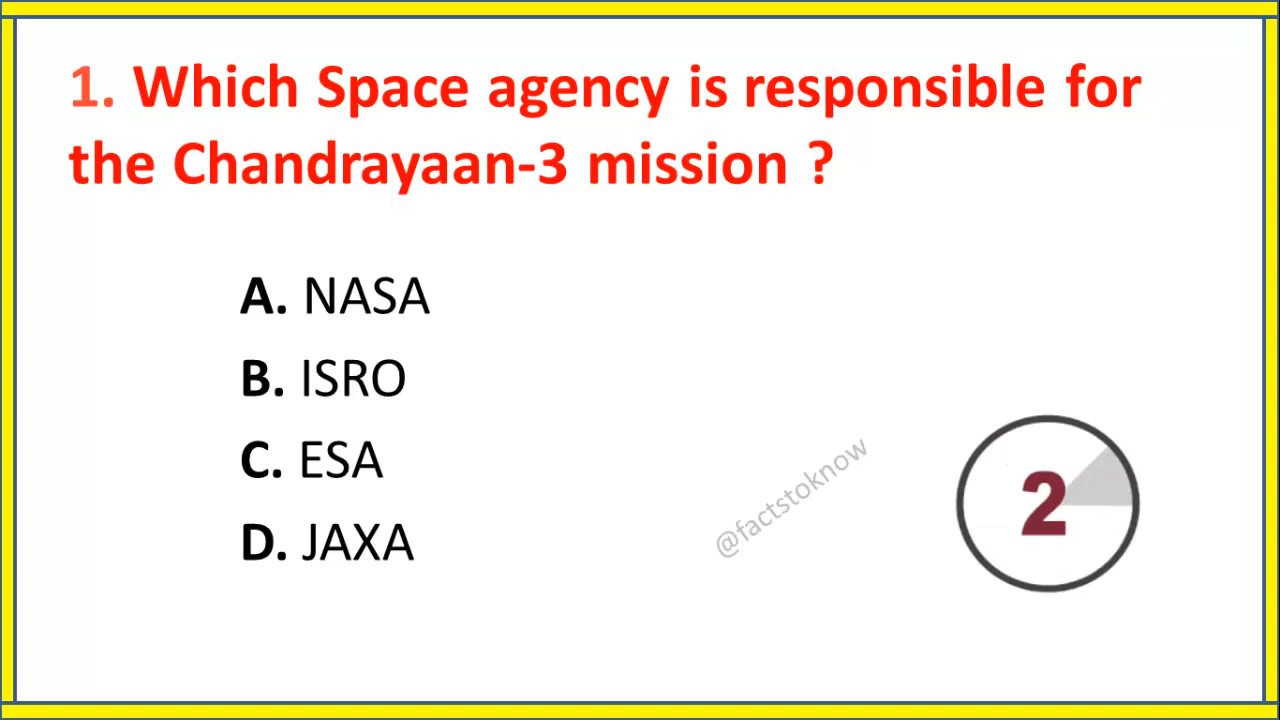 1. Which Space agency is responsible for
the Chandrayaan-3 mission ?
A. NASA
B. ISRO
C. ESA
D. JAXA
@factstoknow
2